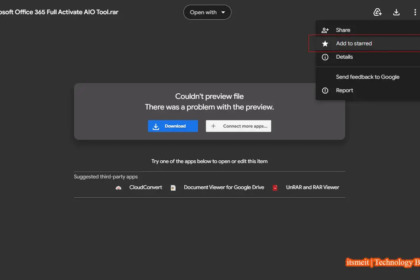 osoft Office 365 Full Activate AIO Tool.rar
Open with
Share
Add to starred
Details
Send feedback to Google
Report
Couldn't preview file
There was a problem with the preview.
Download
Connect more apps...
Try one of the apps below to open or edit this item
Suggested third-party apps
CloudConvert
Document Viewer for Google Drive
UnRAR and RAR Viewer
itsmeit | Technology B